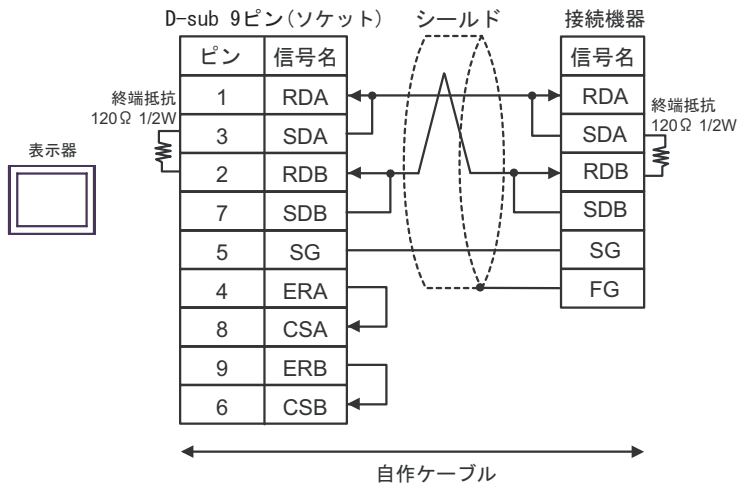 D-sub 9ピン(ソケット) シールド 接続機器
ピン 信号名 信号名
1 RDA RDA
3 SDA SDA
2 RDB RDB
7 SDB SDB
5 SG SG
4 ERA FG
8 CSA
9 ERB
6 CSB
終端抵抗
120Ω 1/2W
終端抵抗
120Ω 1/2W
表示器
自作ケーブル